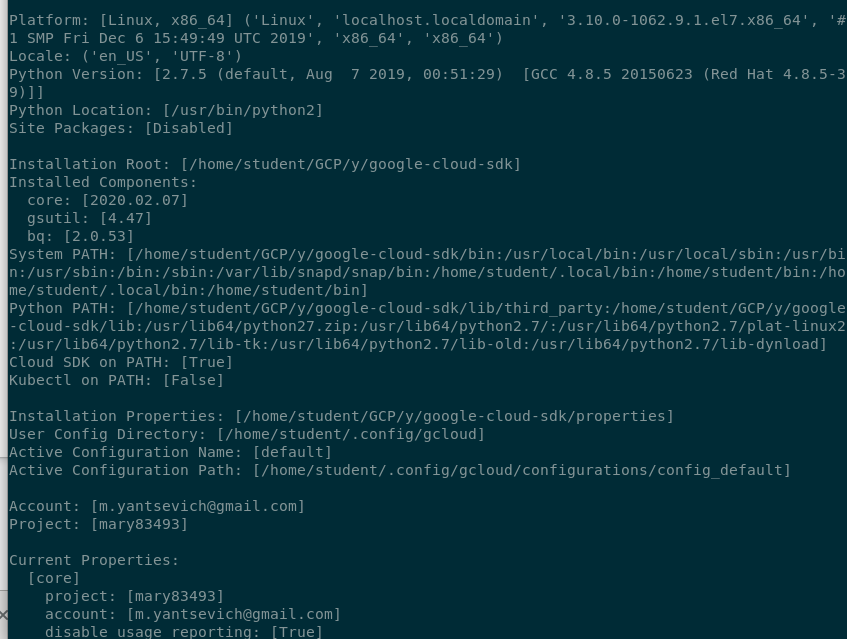 Platform: [Linux, x86_64] ('Linux', 'localhost.localdomain', '3.10.0-1062.9.1.el7.x86_64', '#
1 SMP Fri Dec 6 15:49:49 UTC 2019', 'x86_64', 'x86_64')
Locale: ('en_US', 'UTF-8')
Python Version: [2.7.5 (default, Aug  7 2019, 00:51:29)  [GCC 4.8.5 20150623 (Red Hat 4.8.5-3
9)]]
Python Location: [/usr/bin/python2]
Site Packages: [Disabled]

Installation Root: [/home/student/GCP/y/google-cloud-sdk]
Installed Components:
  core: [2020.02.07]
  gsutil: [4.47]
  bq: [2.0.53]
System PATH: [/home/student/GCP/y/google-cloud-sdk/bin:/usr/local/bin:/usr/local/sbin:/usr/bi
n:/usr/sbin:/bin:/sbin:/var/lib/snapd/snap/bin:/home/student/.local/bin:/home/student/bin:/ho
me/student/.local/bin:/home/student/bin]
Python PATH: [/home/student/GCP/y/google-cloud-sdk/lib/third_party:/home/student/GCP/y/google
-cloud-sdk/lib:/usr/lib64/python27.zip:/usr/lib64/python2.7/:/usr/lib64/python2.7/plat-linux2
:/usr/lib64/python2.7/lib-tk:/usr/lib64/python2.7/lib-old:/usr/lib64/python2.7/lib-dynload]
Cloud SDK on PATH: [True]
Kubectl on PATH: [False]

Installation Properties: [/home/student/GCP/y/google-cloud-sdk/properties]
User Config Directory: [/home/student/.config/gcloud]
Active Configuration Name: [default]
Active Configuration Path: [/home/student/.config/gcloud/configurations/config_default]

Account: [m.yantsevich@gmail.com]
Project: [mary83493]

Current Properties:
  [core]
    project: [mary83493]
    account: [m.yantsevich@gmail.com]
    disable_usage_reporting: [True]